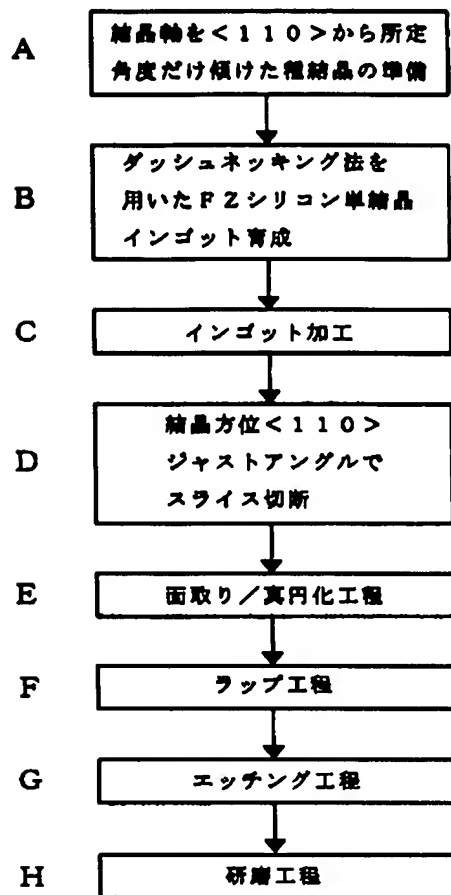 A
結晶軸を<110>から所定
角度だけ傾けた種結晶の準備
B
ダッシュネッキング法を
用いたFZシリコン単結晶
インゴット育成
C
インゴット加工
D
結晶方位<110>
ジャストアングルで
スライス切断
E
面取り/真円化工程
F
ラップ工程
G
エッチング工程
H
研磨工程